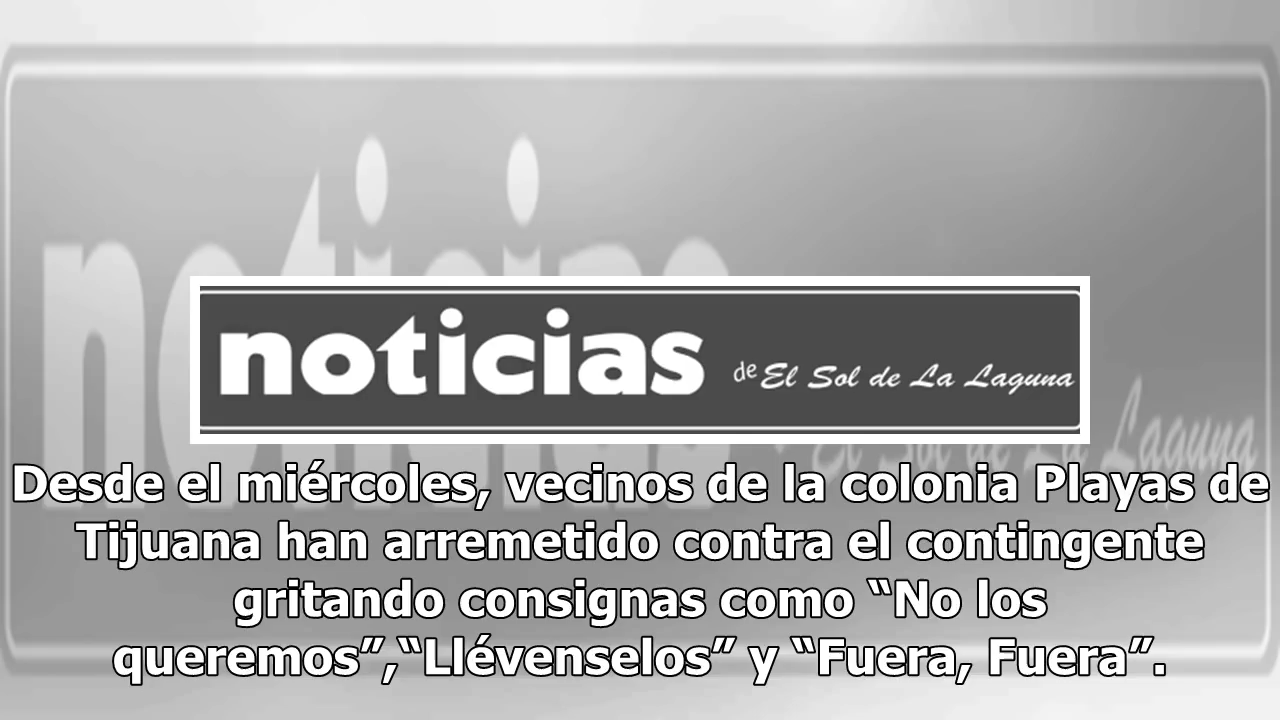 noticias
de El Sol de La Laguna
Desde el miércoles, vecinos de la colonia Playas de
Tijuana han arremetido contra el contingente
gritando consignas como “No los
queremos”,“Llévenselos” y “Fuera, Fuera”.